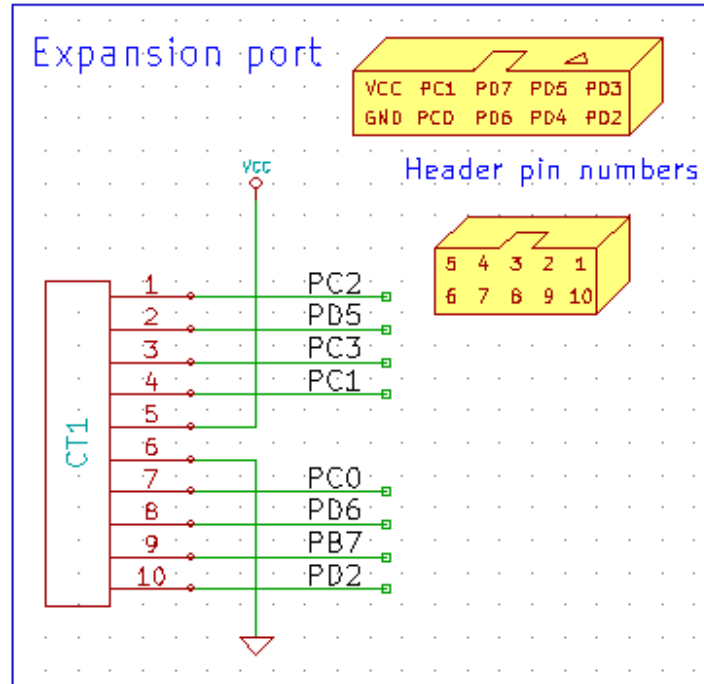 Expansion port
VCC PC1 PD7 PD5 PD3
GND PC0 PD6 PD4 PD2
VCC
Header pin numbers
5 4 3 2 1
6 7 8 9 10
CT1
1 PC2
2 PD5
3 PC3
4 PC1
5
6
7 PC0
8 PD6
9 PB7
10 PD2